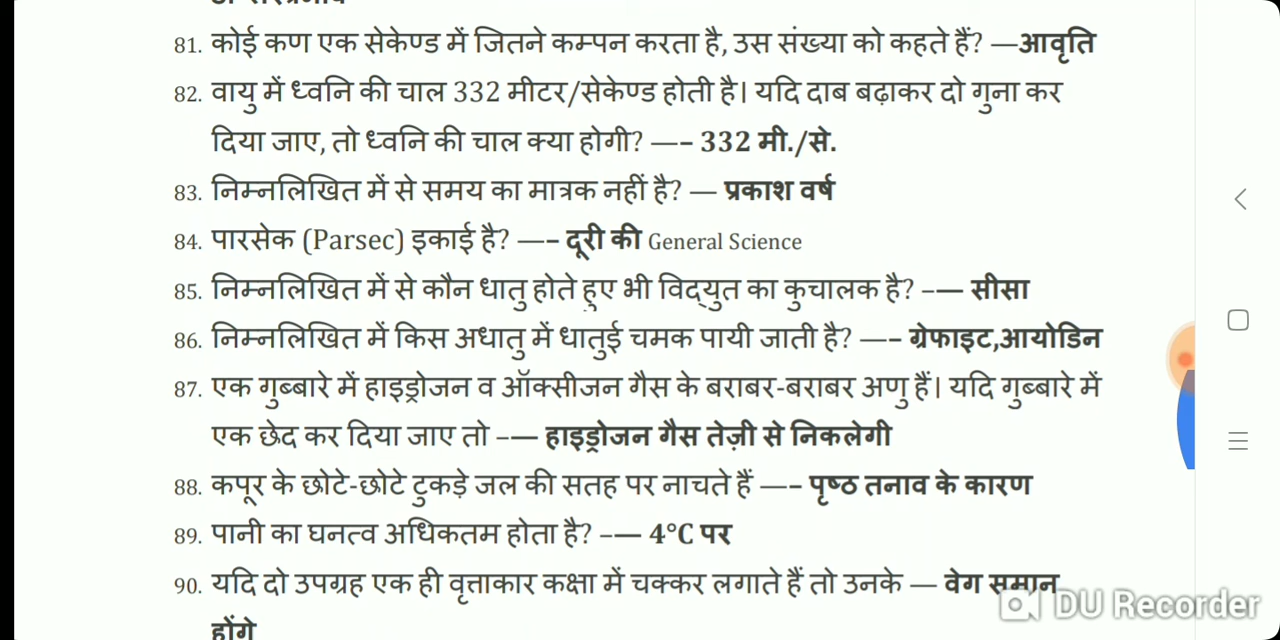 81. कोई कण एक सेकेण्ड में जितने कम्पन करता है, उस संख्या को कहते हैं? —आवृति
82. वायु में ध्वनि की चाल 332 मीटर/सेकेण्ड होती है। यदि दाब बढ़ाकर दो गुना कर
दिया जाए, तो ध्वनि की चाल क्या होगी? —– 332 मी./से.
83. निम्नलिखित में से समय का मात्रक नहीं है? — प्रकाश वर्ष
84. पारसेक (Parsec) इकाई है? —– दूरी की General Science
85. निम्नलिखित में से कौन धातु होते हुए भी विद्युत का कुचालक है? –— सीसा
86. निम्नलिखित में किस अधातु में धातुई चमक पायी जाती है? —– ग्रेफाइट,आयोडिन
87. एक गुब्बारे में हाइड्रोजन व ऑक्सीजन गैस के बराबर-बराबर अणु हैं। यदि गुब्बारे में
एक छेद कर दिया जाए तो –— हाइड्रोजन गैस तेज़ी से निकलेगी
88. कपूर के छोटे-छोटे टुकड़े जल की सतह पर नाचते हैं —– पृष्ठ तनाव के कारण
89. पानी का घनत्व अधिकतम होता है? –— 4°C पर
90. यदि दो उपग्रह एक ही वृत्ताकार कक्षा में चक्कर लगाते हैं तो उनके — वेग समान
होंगे
DU Recorder